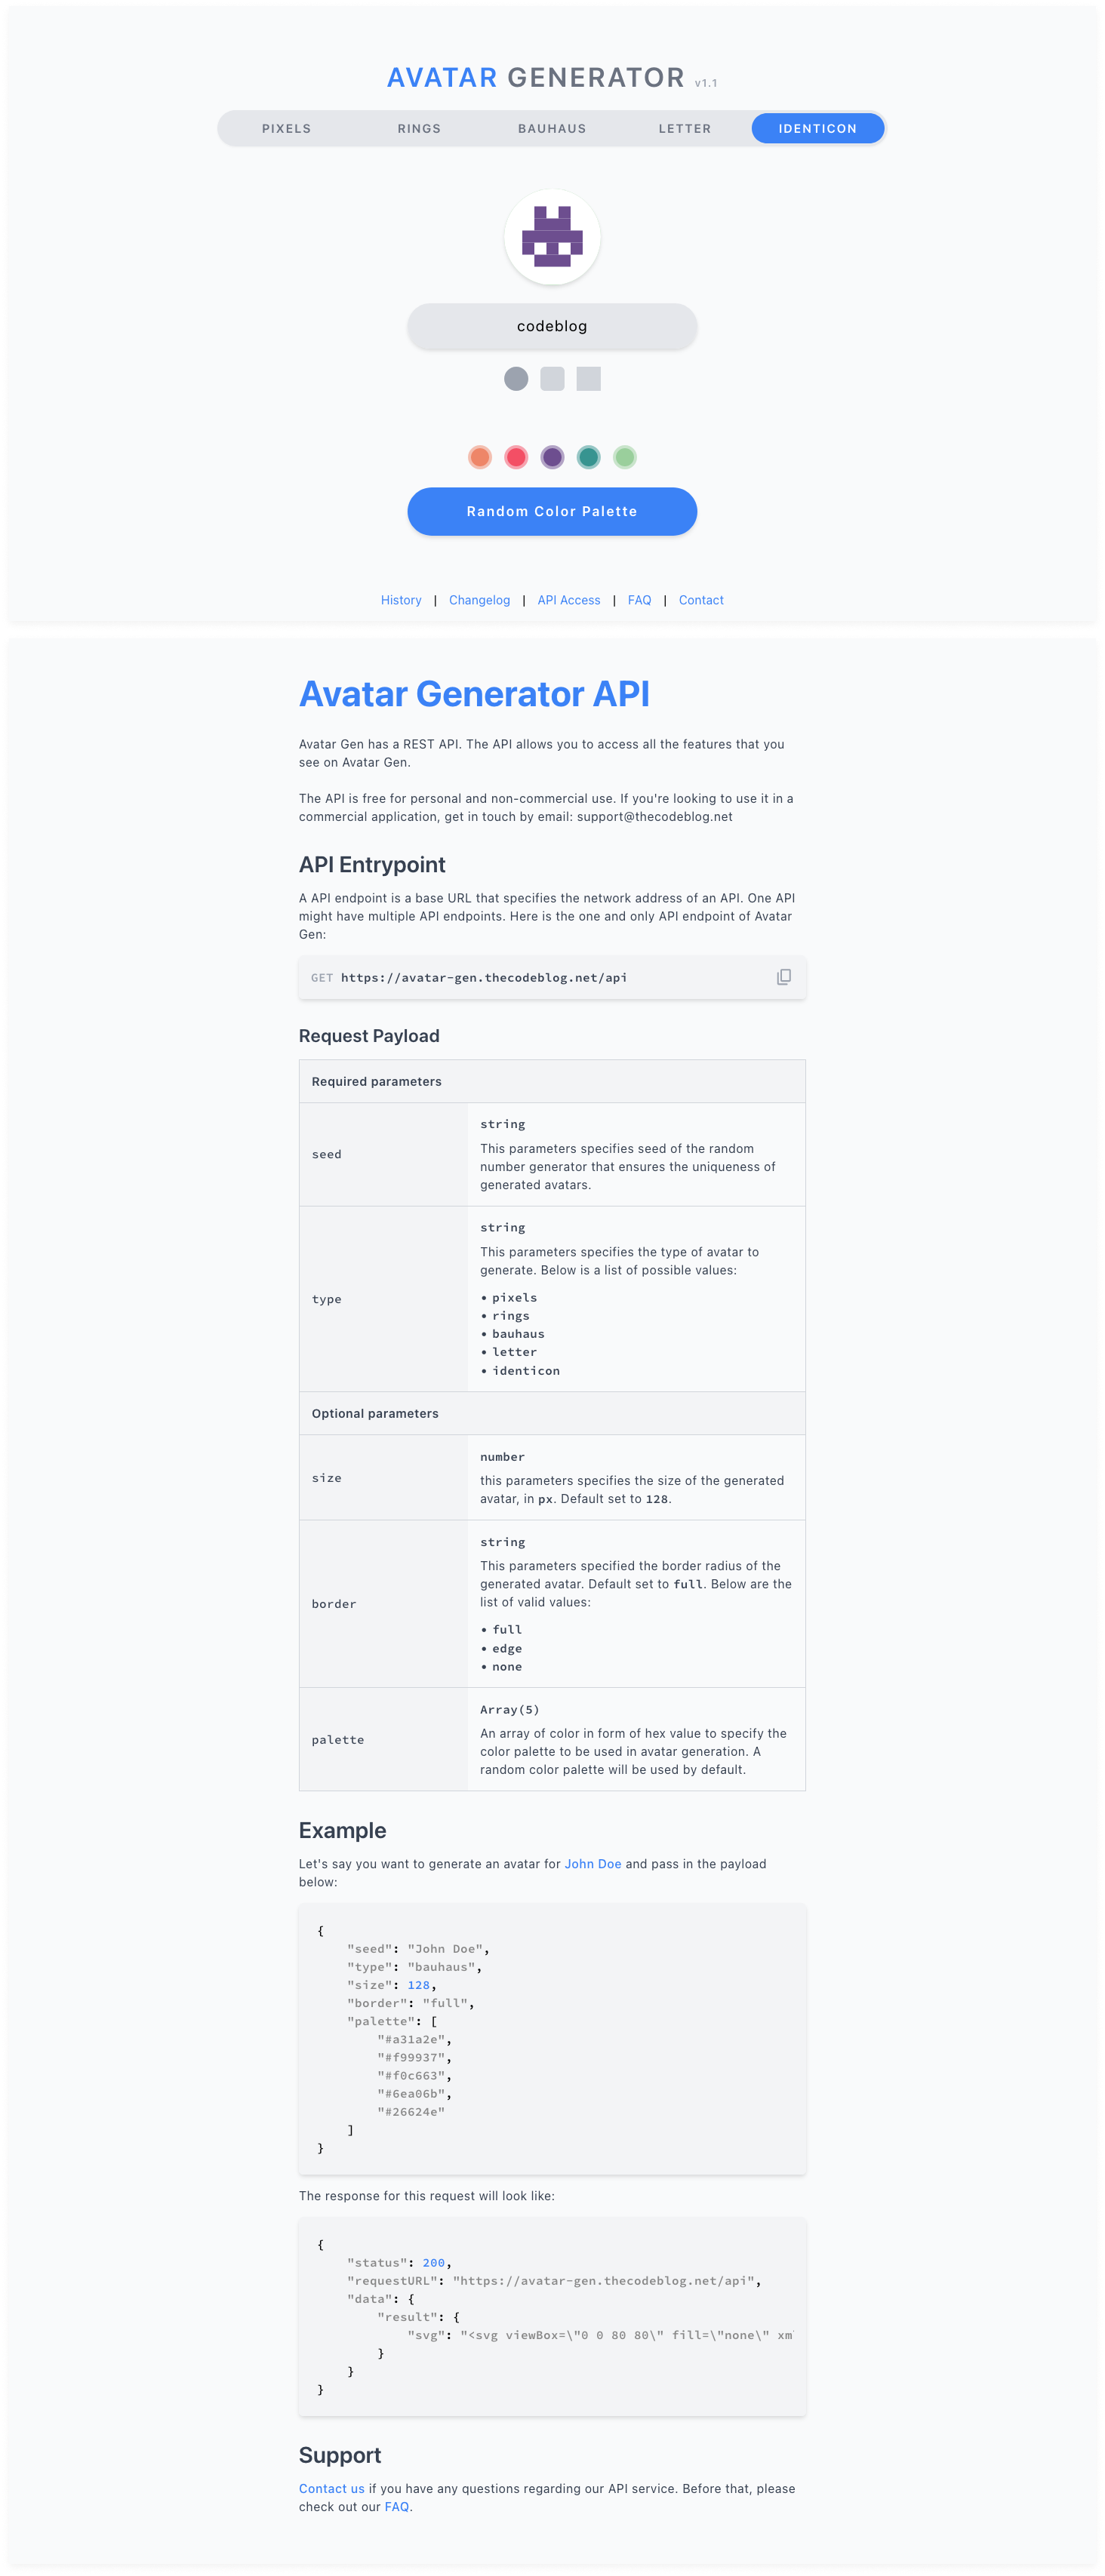 AVATAR GENERATOR v1.1
PIXELS RINGS BAUHAUS LETTER IDENTICON
codeblog
Random Color Palette
History | Changelog | API Access | FAQ | Contact
Avatar Generator API
Avatar Gen has a REST API. The API allows you to access all the features that you
see on Avatar Gen.
The API is free for personal and non-commercial use. If you're looking to use it in a
commercial application, get in touch by email: support@thecodeblog.net
API Entrypoint
A API endpoint is a base URL that specifies the network address of an API. One API
might have multiple API endpoints. Here is the one and only API endpoint of Avatar
Gen:
GET https://avatar-gen.thecodeblog.net/api
Request Payload
Required parameters
seed
string
This parameters specifies seed of the random
number generator that ensures the uniqueness of
generated avatars.
type
string
This parameters specifies the type of avatar to
generate. Below is a list of possible values:
• pixels
• rings
• bauhaus
• letter
• identicon
Optional parameters
size
number
this parameters specifies the size of the generated
avatar, in px. Default set to 128.
border
string
This parameters specified the border radius of the
generated avatar. Default set to full. Below are the
list of valid values:
• full
• edge
• none
palette
Array(5)
An array of color in form of hex value to specify the
color palette to be used in avatar generation. A
random color palette will be used by default.
Example
Let's say you want to generate an avatar for John Doe and pass in the payload
below:
{
"seed": "John Doe",
"type": "bauhaus",
"size": 128,
"border": "full",
"palette": [
"#a31a2e",
"#f99937",
"#f0c663",
"#6ea06b",
"#26624e"
]
}
The response for this request will look like:
{
"status": 200,
"requestURL": "https://avatar-gen.thecodeblog.net/api",
"data": {
"result": {
"svg": "<svg viewBox=\"0 0 80 80\" fill=\"none\" xm
}
}
}
Support
Contact us if you have any questions regarding our API service. Before that, please
check out our FAQ.